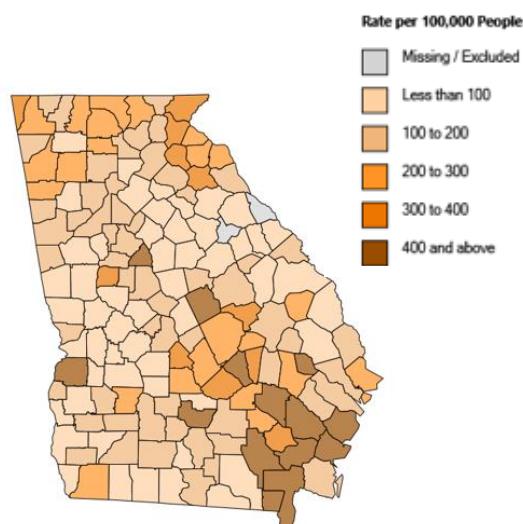 Rate per 100,000 People
Missing / Excluded
Less than 100
100 to 200
200 to 300
300 to 400
400 and above